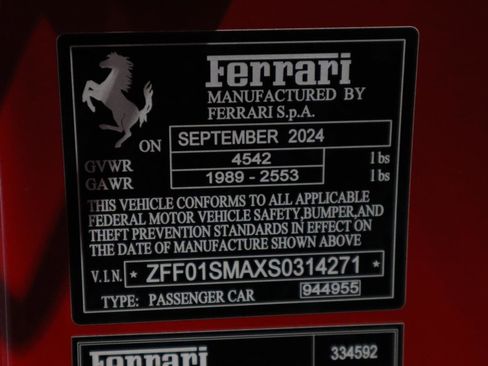 Ferrari
MANUFACTURED BY
FERRARI S.p.A.
ON SEPTEMBER 2024
GVWR 4542 lbs
GAWR 1989 - 2553 lbs
THIS VEHICLE CONFORMS TO ALL APPLICABLE
FEDERAL MOTOR VEHICLE SAFETY,BUMPER,AND
THEFT PREVENTION STANDARDS IN EFFECT ON
THE DATE OF MANUFACTURE SHOWN ABOVE
V.I.N. * ZFF01SMAXS0314271 *
TYPE: PASSENGER CAR 944955
Ferrari 334592